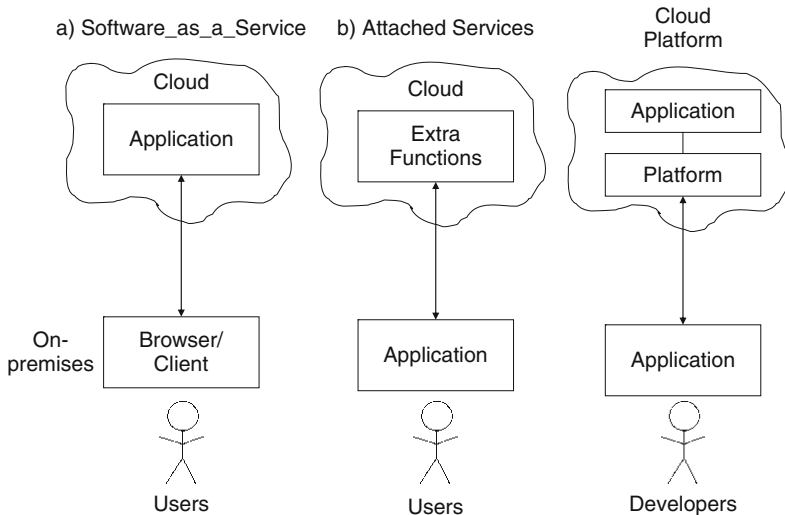 a) Software_as_a_Service
Cloud
Application
On-
premises
Browser/
Client
Users
b) Attached Services
Cloud
Extra
Functions
Application
Users
Cloud
Platform
Application
Platform
Application
Developers